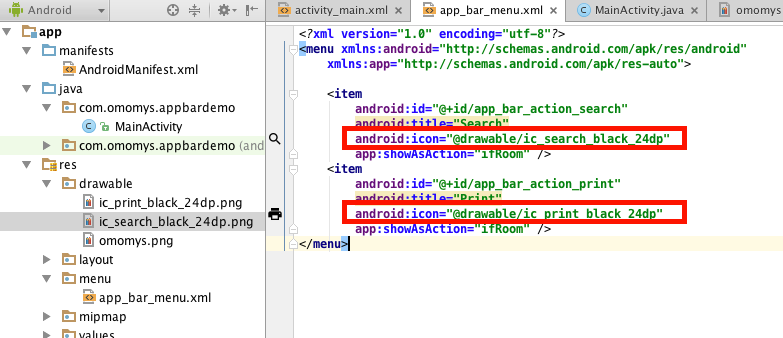 Android
activity_main.xml
app_bar_menu.xml
MainActivity.java
omomys
app
manifests
AndroidManifest.xml
java
com.omomys.appbardemo
MainActivity
com.omomys.appbardemo (and
res
drawable
ic_print_black_24dp.png
ic_search_black_24dp.png
omomys.png
layout
menu
app_bar_menu.xml
mipmap
values
<?xml version="1.0" encoding="utf-8"?>
<menu xmlns:android="http://schemas.android.com/apk/res/android"
xmlns:app="http://schemas.android.com/apk/res-auto">
<item
android:id="@+id/app_bar_action_search"
android:title="Search"
android:icon="@drawable/ic_search_black_24dp"
app:showAsAction="ifRoom" />
<item
android:id="@+id/app_bar_action_print"
android:title="Print"
android:icon="@drawable/ic_print_black_24dp"
app:showAsAction="ifRoom" />
</menu>